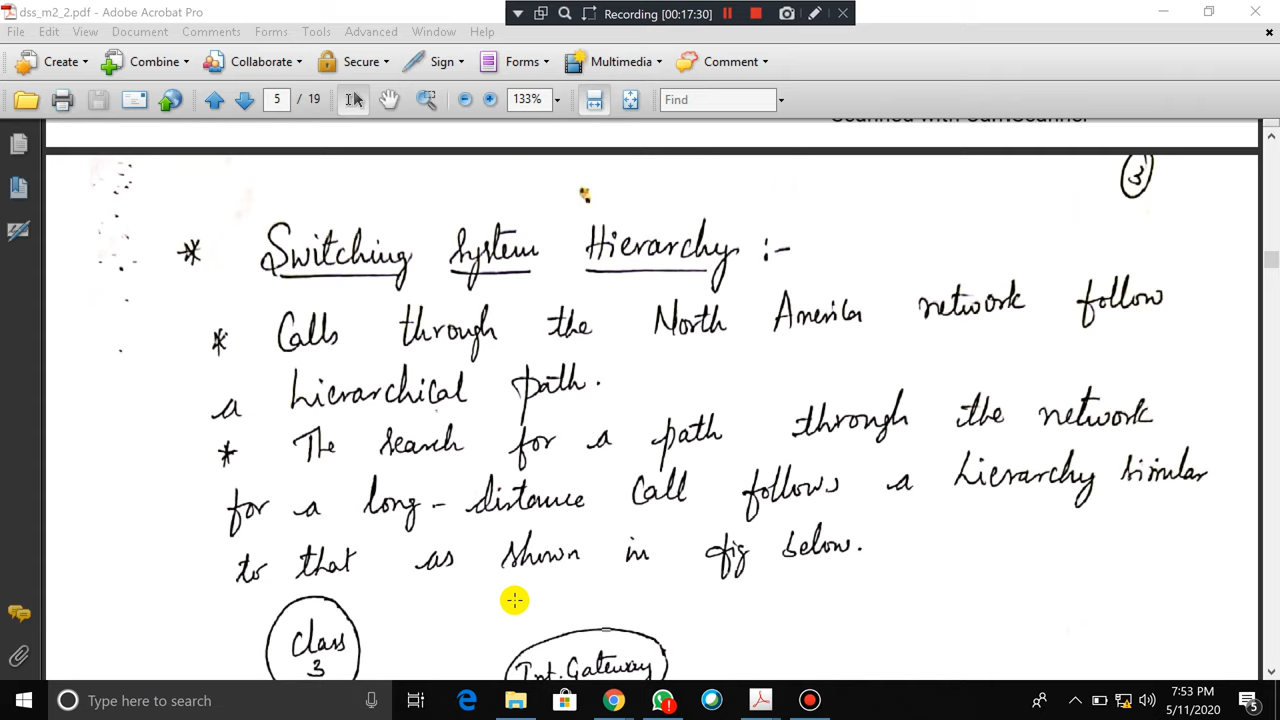 dss_m2_2.pdf - Adobe Acrobat Pro
Recording [00:17:30]
File Edit View Document Comments Forms Tools Advanced Window Help
Create Combine Collaborate Secure Sign Forms Multimedia Comment
5 / 19 133% Find
3
* Switching System Hierarchy :-
* Calls through the North America network follow
a hierarchical path.
* The search for a path through the network
for a long-distance call follows a hierarchy similar
to that as shown in fig below.
Class
3
Int. Gateway
Type here to search
7:53 PM
5/11/2020
5